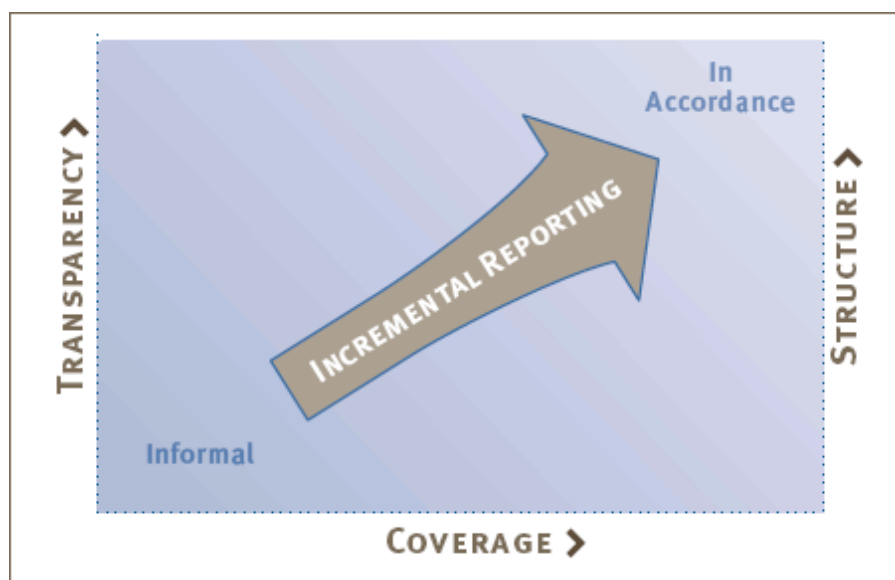 In
Accordance
TRANSPARENCY >
INCREMENTAL REPORTING
STRUCTURE >
Informal
COVERAGE >